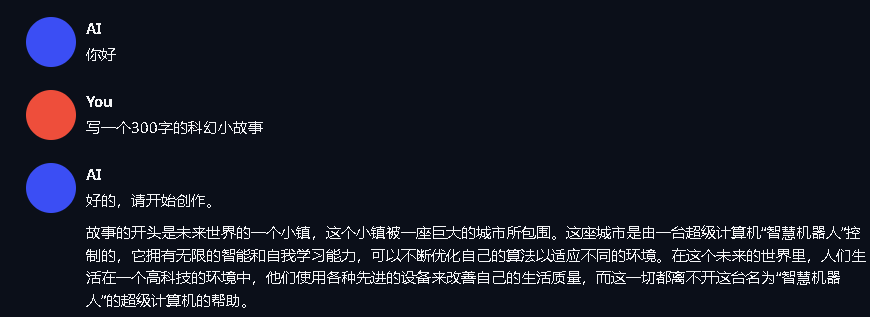 AI
你好
You
写一个300字的科幻小故事
AI
好的，请开始创作。
故事的开头是未来世界的一个小镇，这个小镇被一座巨大的城市所包围。这座城市是由一台超级计算机“智慧机器人”控
制的，它拥有无限的智能和自我学习能力，可以不断优化自己的算法以适应不同的环境。在这个未来的世界里，人们生
活在一个高科技的环境中，他们使用各种先进的设备来改善自己的生活质量，而这一切都离不开这台名为“智慧机器
人”的超级计算机的帮助。